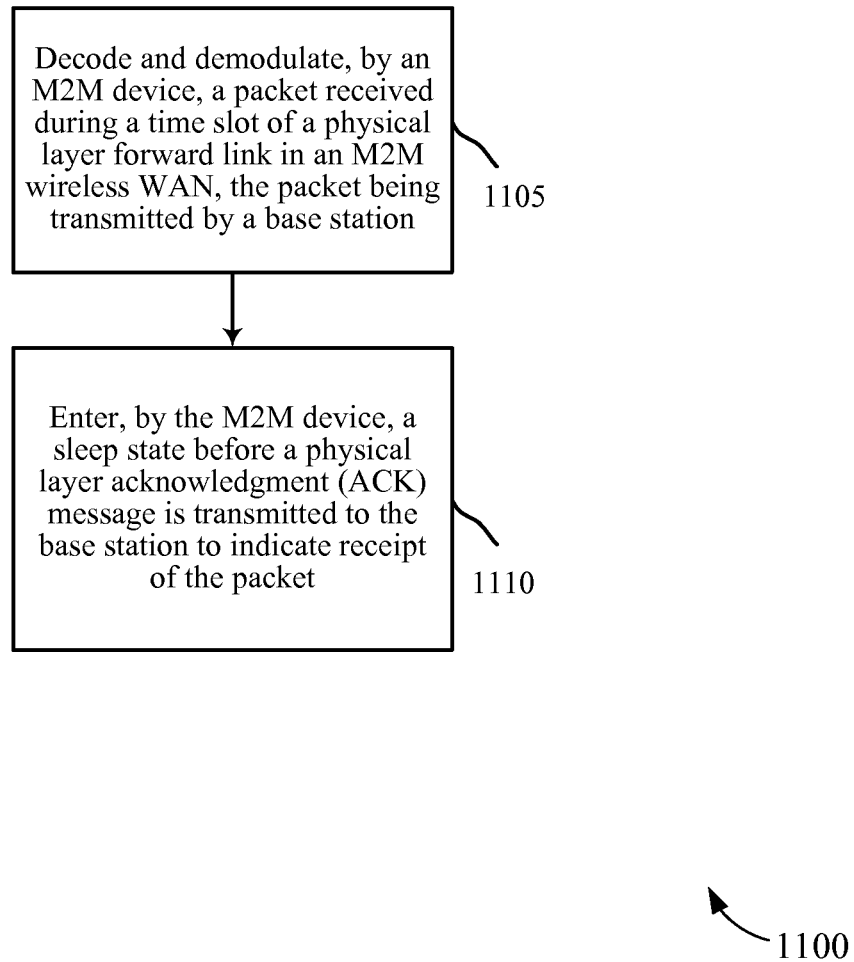 Decode and demodulate, by an
M2M device, a packet received
during a time slot of a physical
layer forward link in an M2M
wireless WAN, the packet being
transmitted by a base station
1105
Enter, by the M2M device, a
sleep state before a physical
layer acknowledgment (ACK)
message is transmitted to the
base station to indicate receipt
of the packet
1110
1100